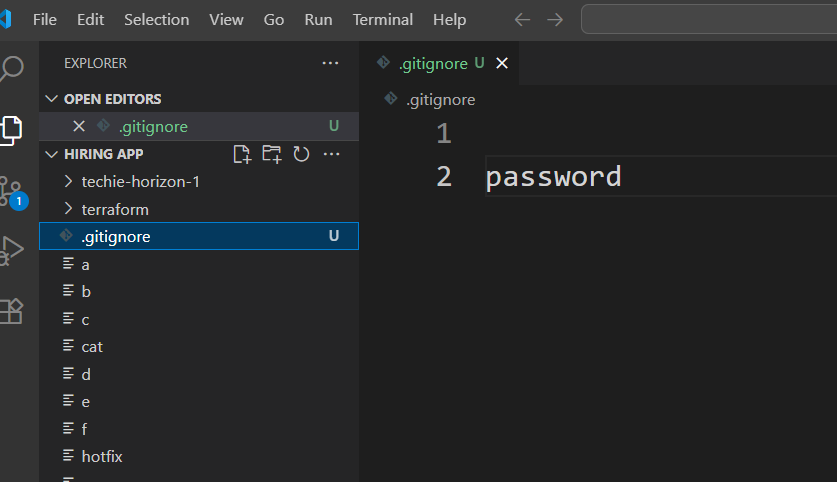 File Edit Selection View Go Run Terminal Help
EXPLORER
OPEN EDITORS
.gitignore U
HIRING APP
techie-horizon-1
terraform
.gitignore U
a
b
c
cat
d
e
f
hotfix
1
.gitignore U
.gitignore
1
2 password